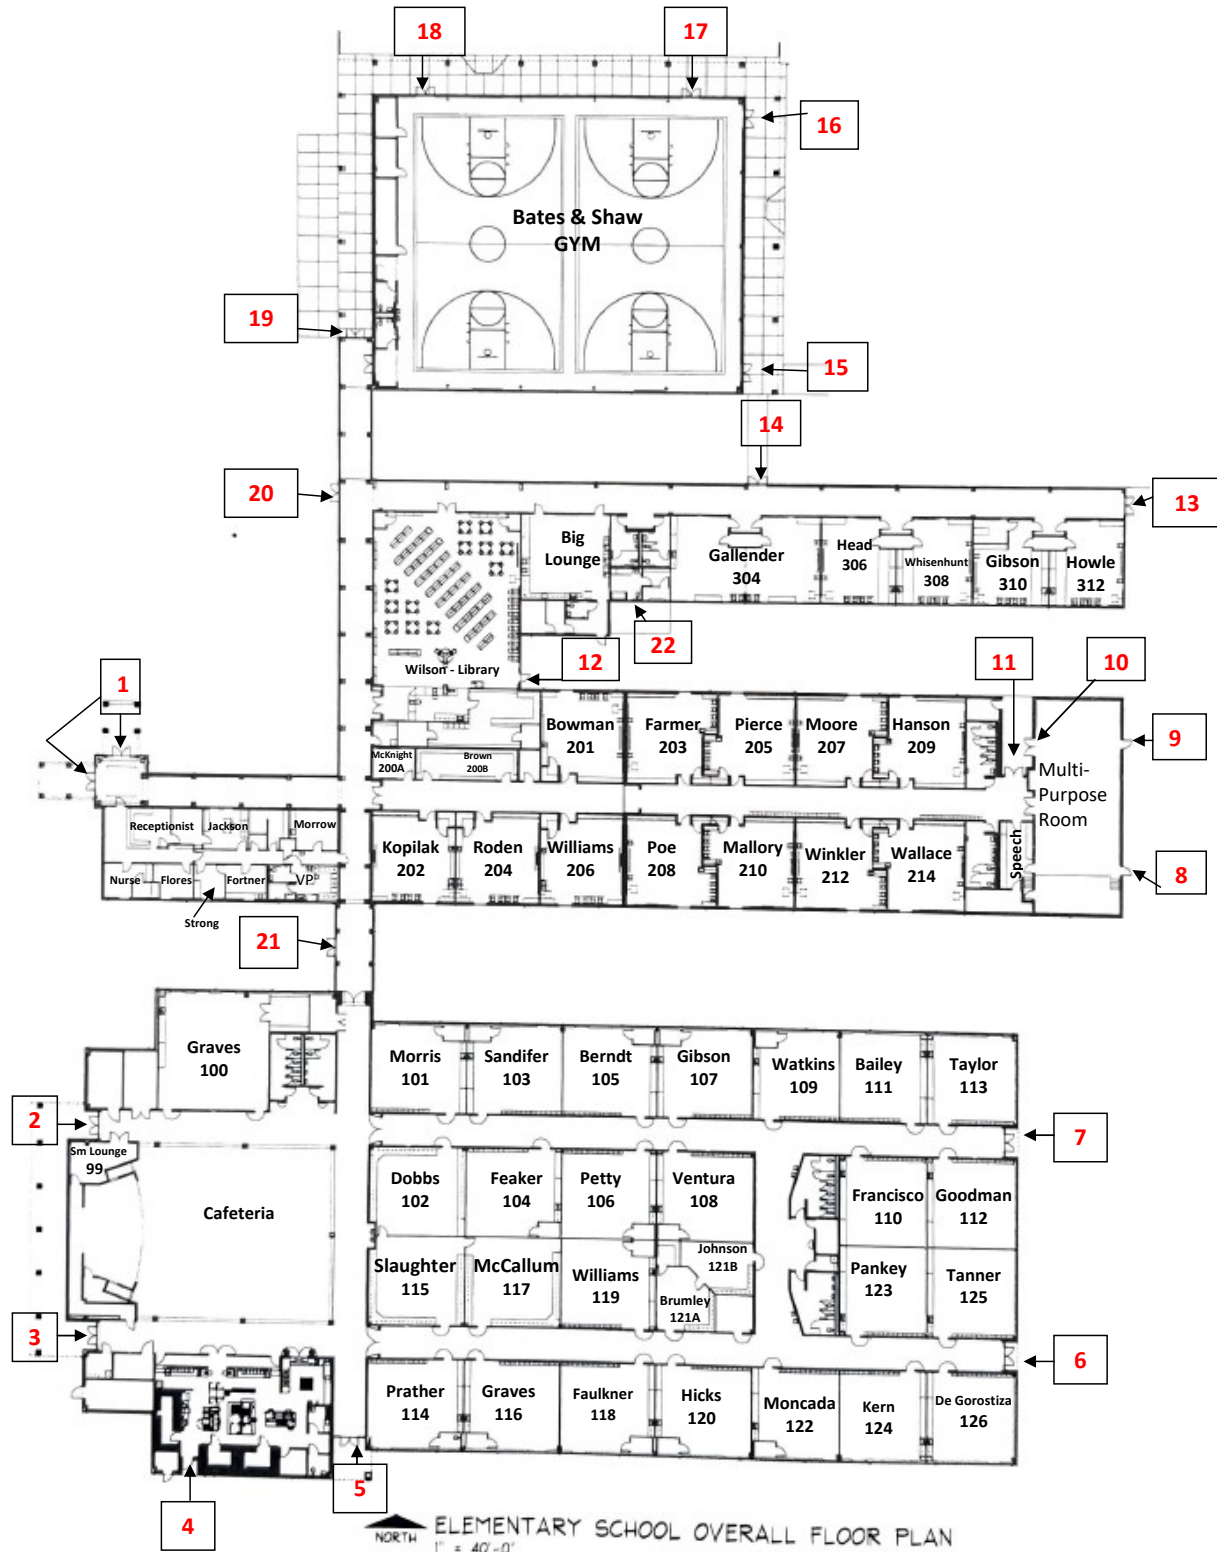 18
17
16
Bates & Shaw
GYM
19
15
14
20
13
Big
Lounge
Gallender
304
Head
306
Whisenhunt
308
Gibson
310
Howle
312
22
12
11
10
Wilson - Library
1
9
Bowman
201
Farmer
203
Pierce
205
Moore
207
Hanson
209
McKnight
200A
Brown
200B
Multi-
Purpose
Room
Receptionist
Jackson
Morrow
Kopilak
202
Roden
204
Williams
206
Poe
208
Mallory
210
Winkler
212
Wallace
214
Speech
8
Nurse
Flores
Fortner
VP
Strong
21
Graves
100
Morris
101
Sandifer
103
Berndt
105
Gibson
107
Watkins
109
Bailey
111
Taylor
113
2
7
Sm Lounge
99
Cafeteria
Dobbs
102
Feaker
104
Petty
106
Ventura
108
Francisco
110
Goodman
112
Slaughter
115
McCallum
117
Williams
119
Johnson
121B
Brumley
121A
Pankey
123
Tanner
125
3
6
Prather
114
Graves
116
Faulkner
118
Hicks
120
Moncada
122
Kern
124
De Gorostiza
126
5
4
NORTH
ELEMENTARY SCHOOL OVERALL FLOOR PLAN
1" = 40'-0"